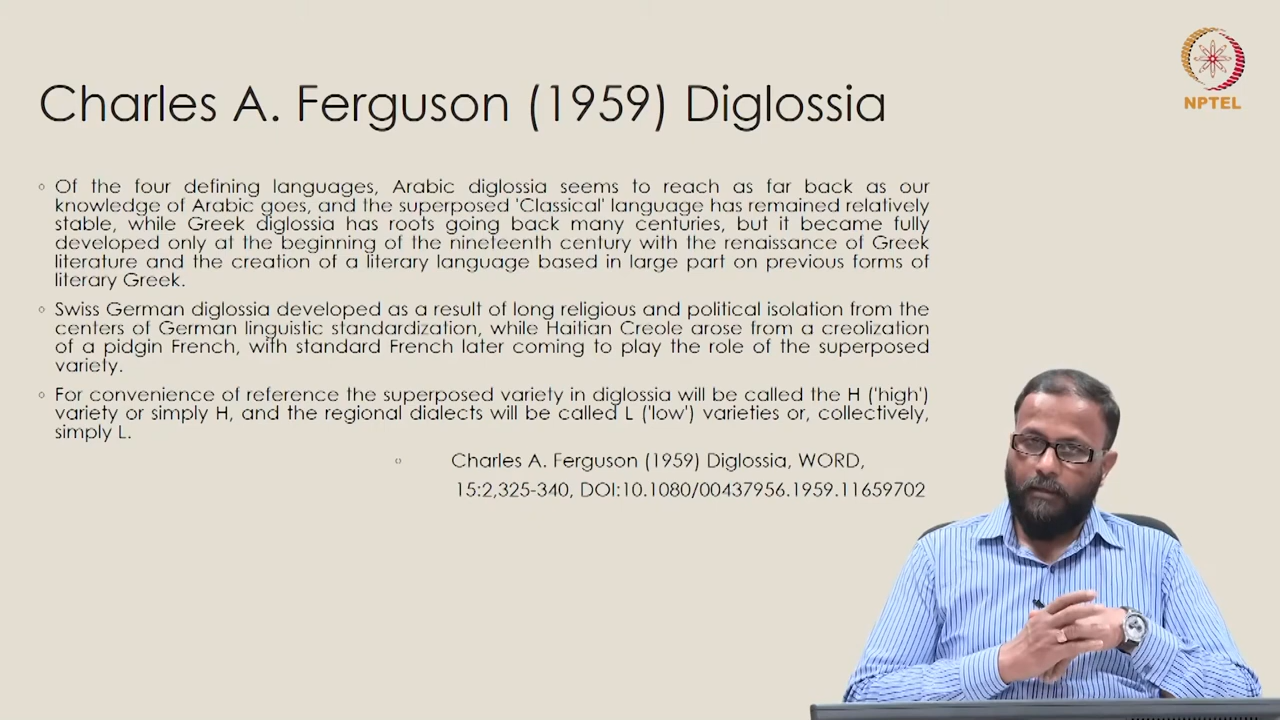 Charles A. Ferguson (1959) Diglossia
NPTEL
Of the four defining languages, Arabic diglossia seems to reach as far back as our
knowledge of Arabic goes, and the superposed 'Classical' language has remained relatively
stable, while Greek diglossia has roots going back many centuries, but it became fully
developed only at the beginning of the nineteenth century with the renaissance of Greek
literature and the creation of a literary language based in large part on previous forms of
literary Greek.
Swiss German diglossia developed as a result of long religious and political isolation from the
centers of German linguistic standardization, while Haitian Creole arose from a creolization
of a pidgin French, with standard French later coming to play the role of the superposed
variety.
For convenience of reference the superposed variety in diglossia will be called the H ('high')
variety or simply H, and the regional dialects will be called L ('low') varieties or, collectively,
simply L.
Charles A. Ferguson (1959) Diglossia, WORD,
15:2,325-340, DOI:10.1080/00437956.1959.11659702